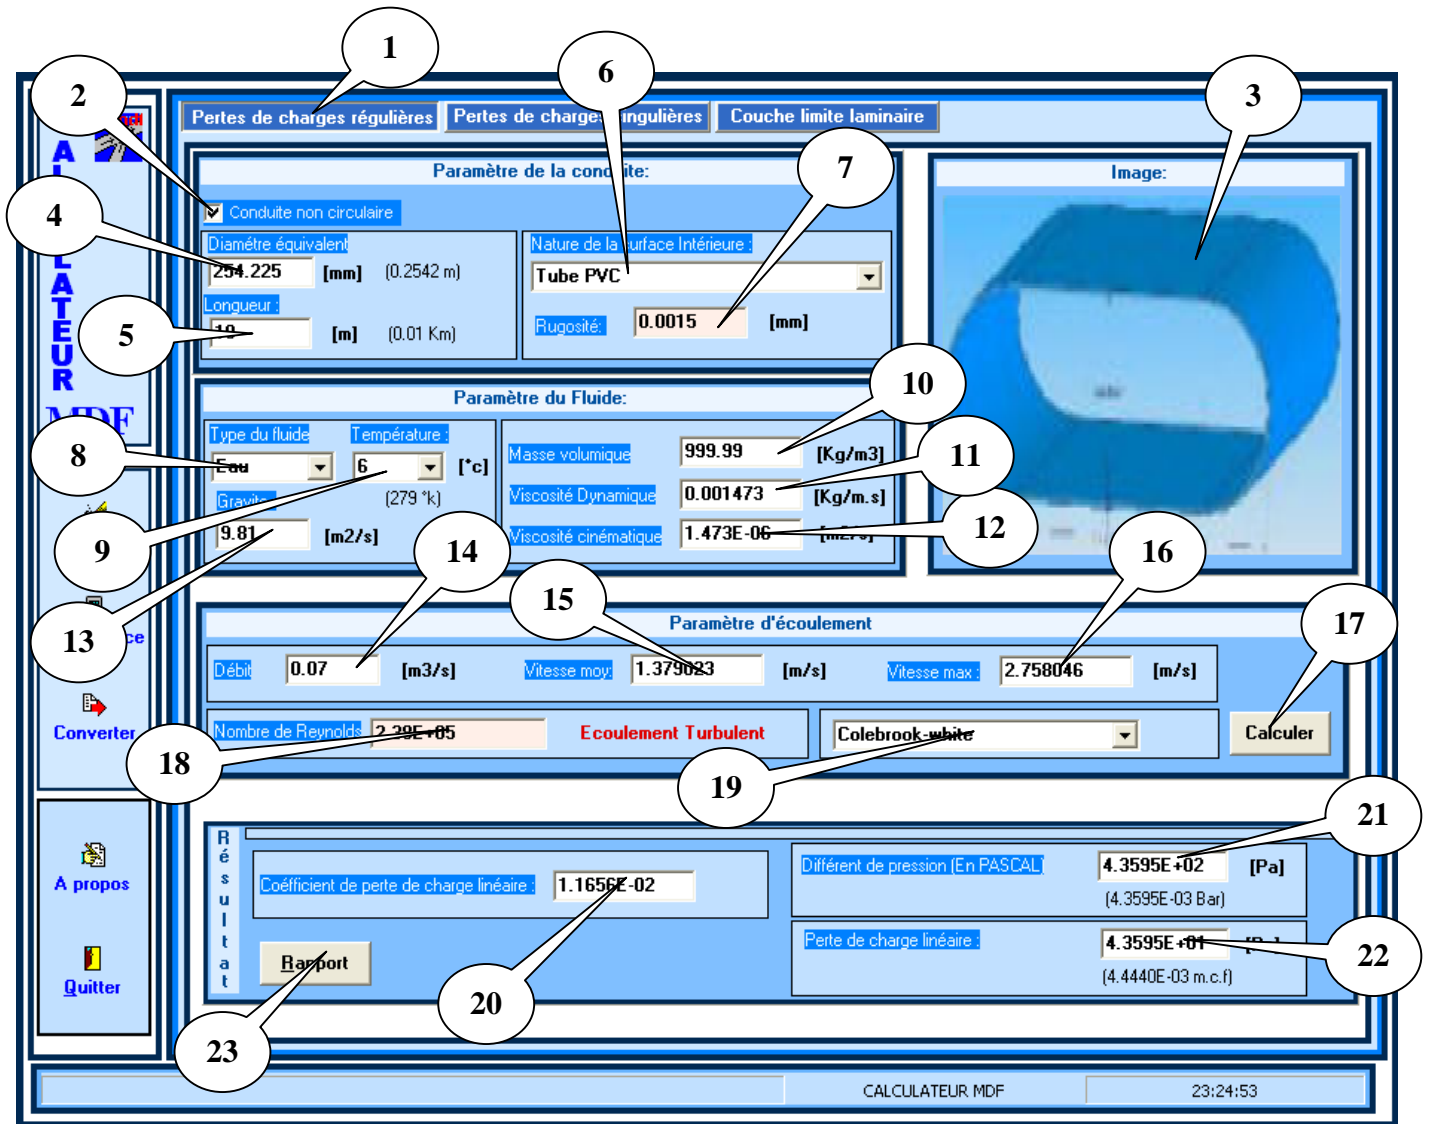 1
2
6
3
Pertes de charges régulières
Pertes de charges singulières
Couche limite laminaire
Paramètre de la conduite:
Image:
7
Conduite non circulaire
4
Diamétre équivalent
254.225 [mm] (0.2542 m)
Nature de la surface Intérieure :
Tube PVC
6
Longueur :
10 [m] (0.01 Km)
5
Rugosité: 0.0015 [mm]
MDF
Paramètre du Fluide:
10
Type du fluide
Température :
Eau
6 [°c]
(279 °k)
8
Masse volumique 999.99 [Kg/m3]
11
Viscosité Dynamique 0.001473 [Kg/m.s]
Gravite :
9.81 [m2/s]
Viscosité cinématique 1.473E-06 [m2/s]
12
9
14
16
15
13
17
Paramètre d'écoulement
Débit 0.07 [m3/s]
Vitesse moy: 1.379023 [m/s]
Vitesse max : 2.758046 [m/s]
Converter
Nombre de Reynolds 2.38E+05
Ecoulement Turbulent
Colebrook-white
Calculer
18
19
21
Résultat
A propos
Coéfficient de perte de charge linéaire : 1.1656E-02
Différent de pression (En PASCAL) 4.3595E+02 [Pa]
(4.3595E-03 Bar)
Perte de charge linéaire : 4.3595E+01 [Pa]
(4.4440E-03 m.c.f)
22
Rapport
Quitter
20
23
CALCULATEUR MDF
23:24:53